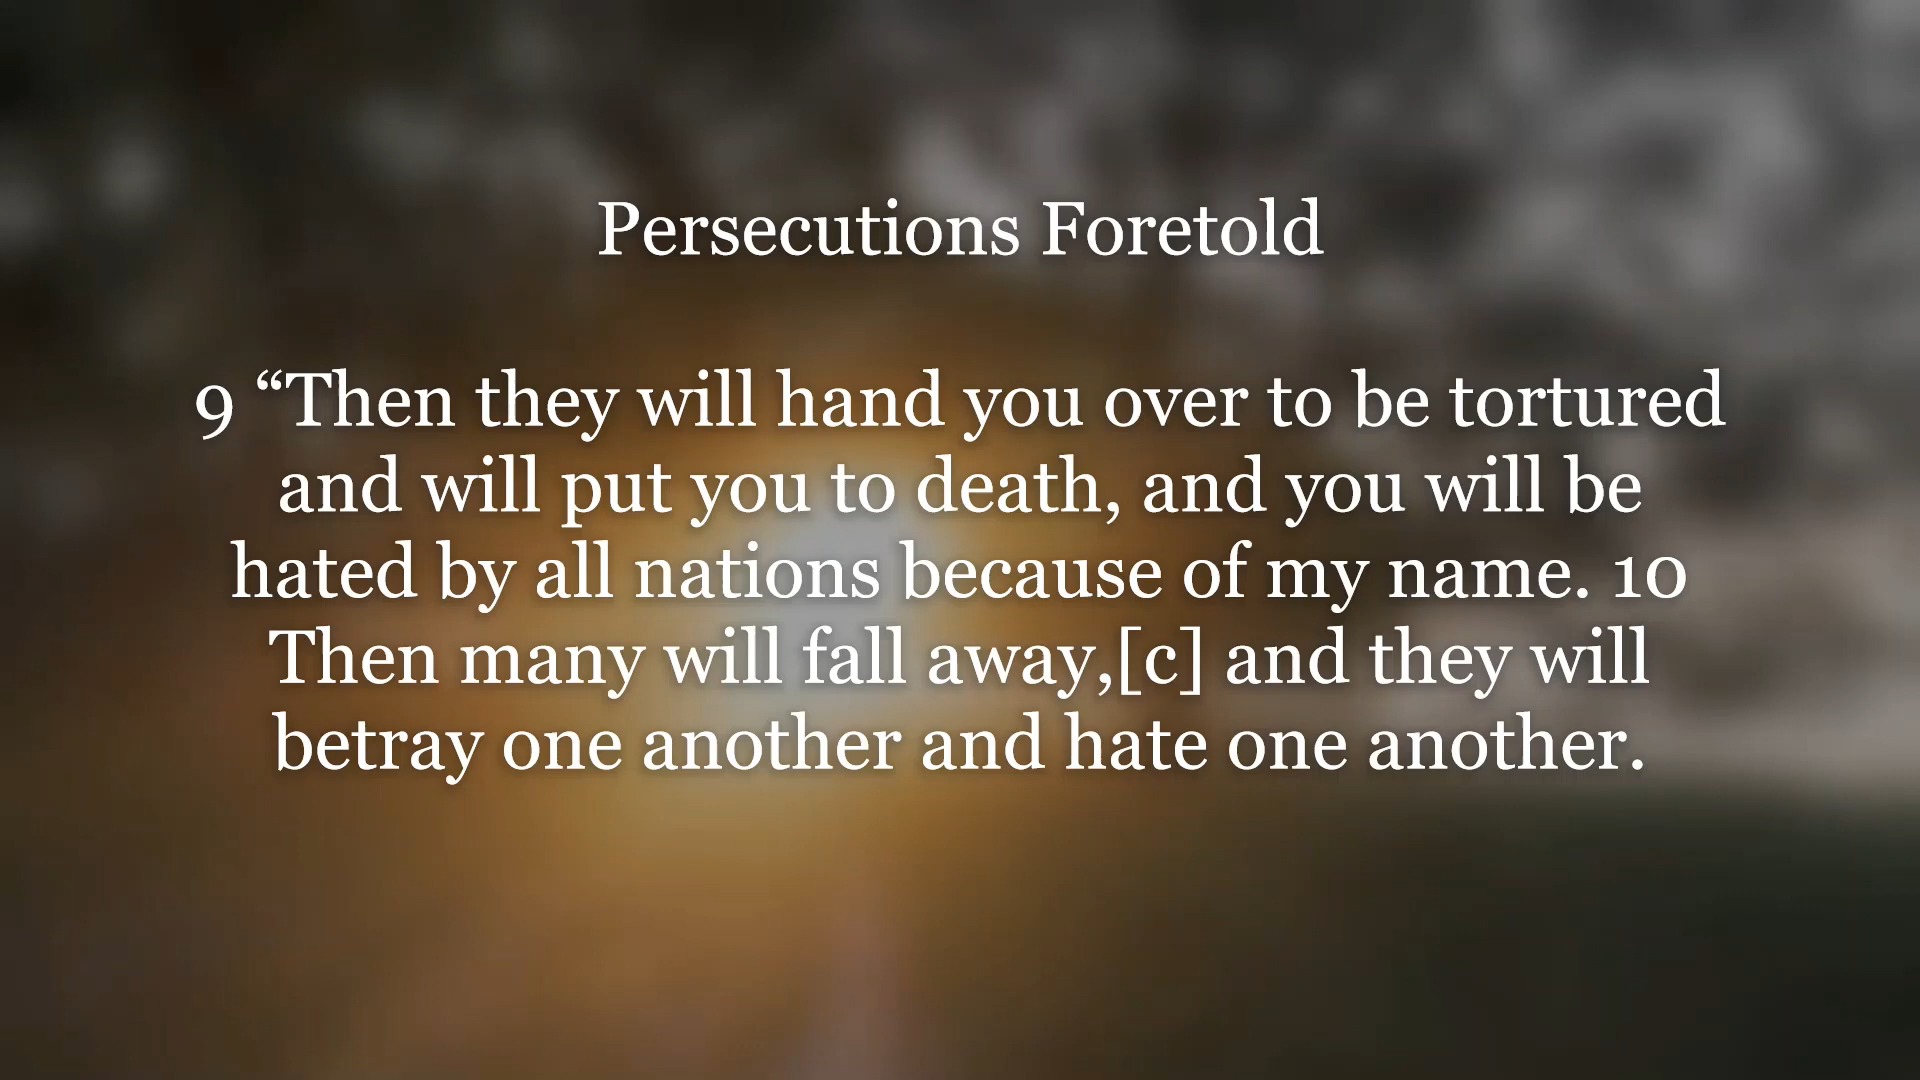 Persecutions Foretold
9 “Then they will hand you over to be tortured
and will put you to death, and you will be
hated by all nations because of my name. 10
Then many will fall away,[c] and they will
betray one another and hate one another.